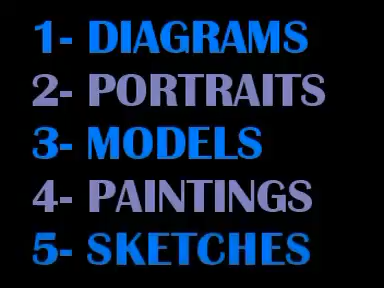 1- DIAGRAMS
2- PORTRAITS
3- MODELS
4- PAINTINGS
5- SKETCHES